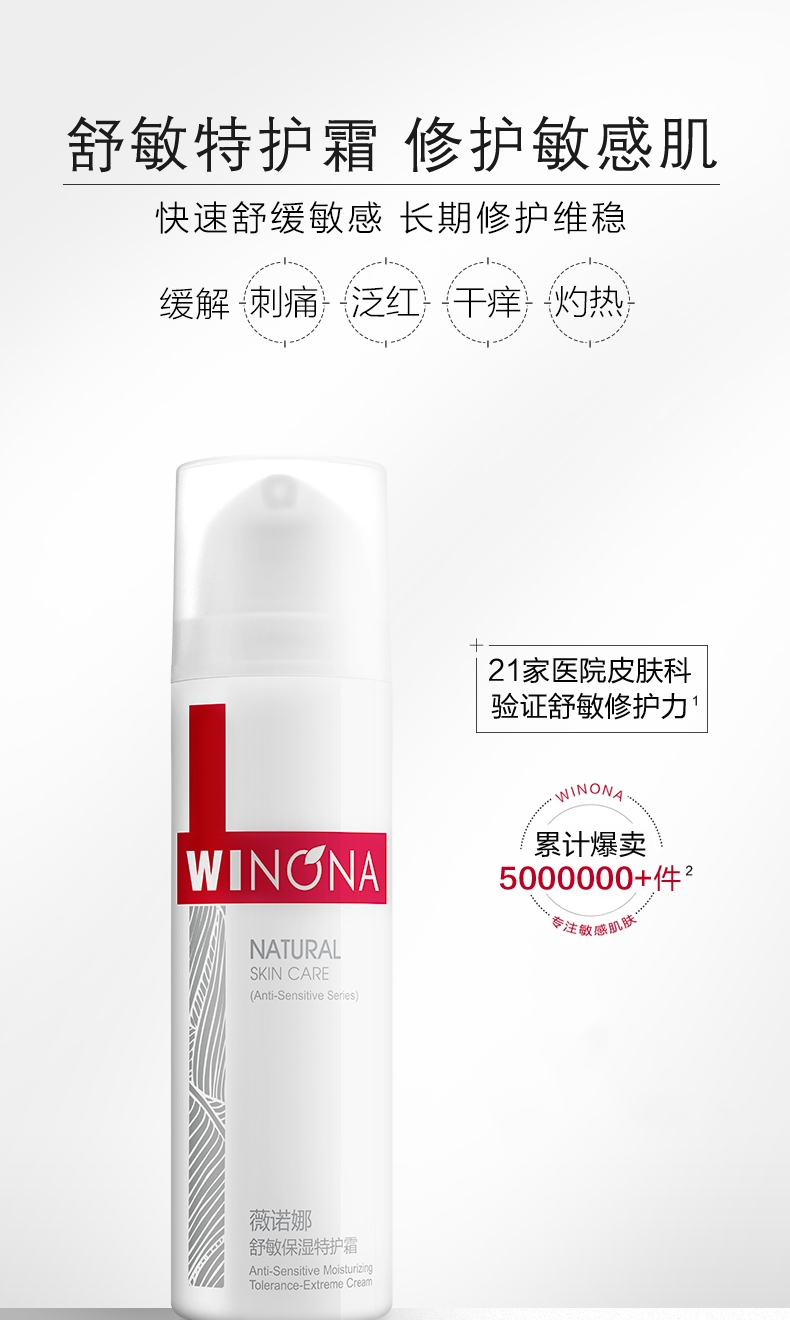 舒敏特护霜 修护敏感肌
快速舒缓敏感 长期修护维稳
缓解 刺痛 泛红 干痒 灼热
21家医院皮肤科
验证舒敏修护力¹
WINONA
累计爆卖
5000000+件²
专注敏感肌肤
WINONA
NATURAL
SKIN CARE
(Anti-Sensitive Series)
薇诺娜
舒敏保湿特护霜
Anti-Sensitive Moisturizing
Tolerance-Extreme Cream